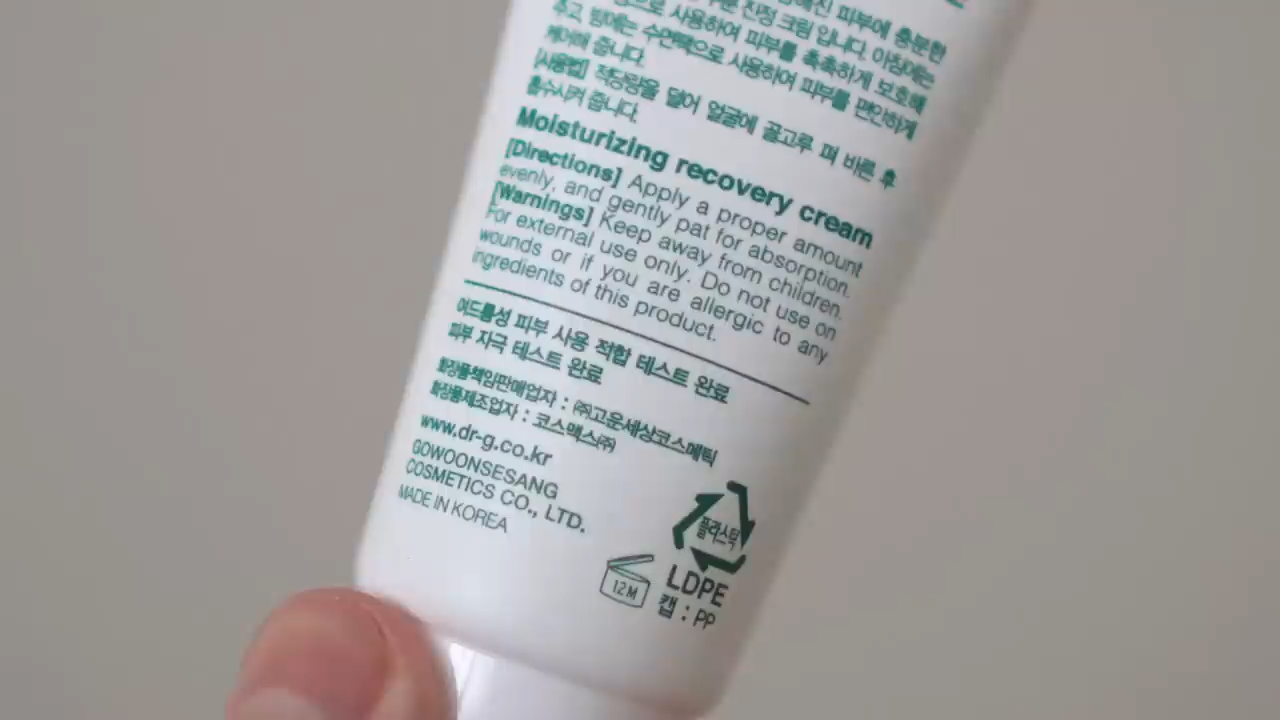 피부에 충분한
진정 크림 입니다. 아침에는
사용하여 피부를 촉촉하게 보호해
주고, 밤에는 수면팩으로 사용하여 피부를 편안하게
케어해 줍니다.
[사용법] 적당량을 덜어 얼굴에 골고루 펴 바른 후
흡수시켜 줍니다.
Moisturizing recovery cream
[Directions] Apply a proper amount
evenly, and gently pat for absorption.
[Warnings] Keep away from children.
For external use only. Do not use on
wounds or if you are allergic to any
ingredients of this product.
여드름성 피부 사용 적합 테스트 완료
피부 자극 테스트 완료
화장품책임판매업자 : ㈜고운세상코스메틱
화장품제조업자 : 코스맥스㈜
www.dr-g.co.kr
GOWOONSESANG
COSMETICS CO., LTD.
MADE IN KOREA
플라스틱
LDPE
캡 : PP
12M